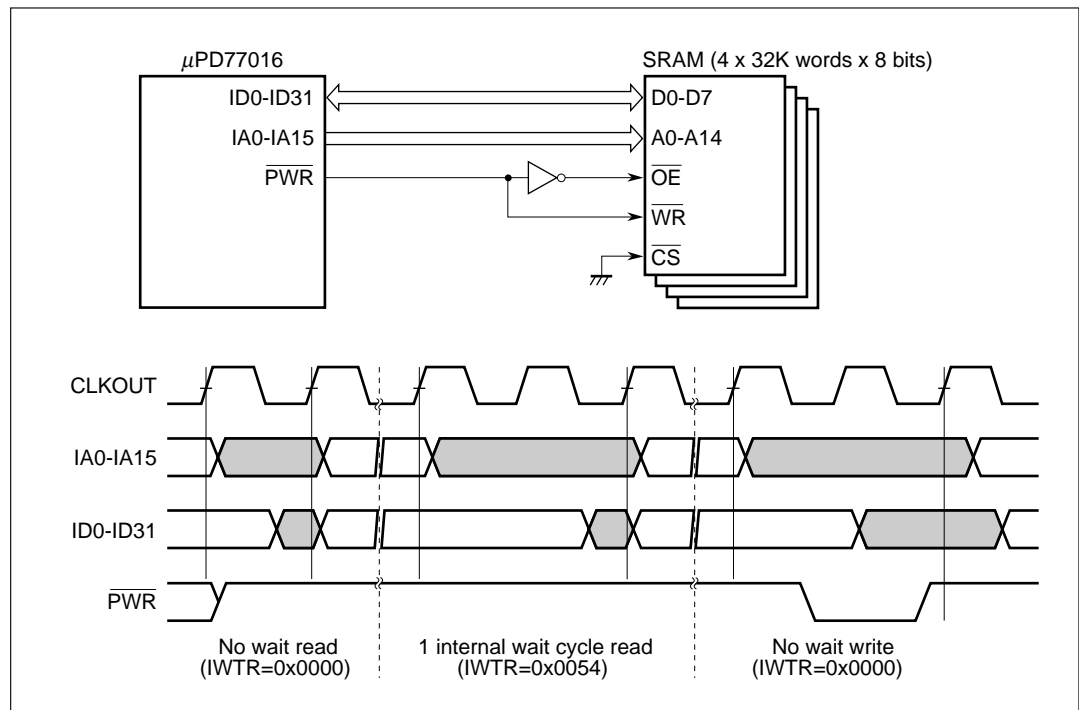 μPD77016
SRAM (4 x 32K words x 8 bits)
ID0-ID31
D0-D7
IA0-IA15
A0-A14
PWR
OE
WR
CS
CLKOUT
IA0-IA15
ID0-ID31
PWR
No wait read
(IWTR=0x0000)
1 internal wait cycle read
(IWTR=0x0054)
No wait write
(IWTR=0x0000)